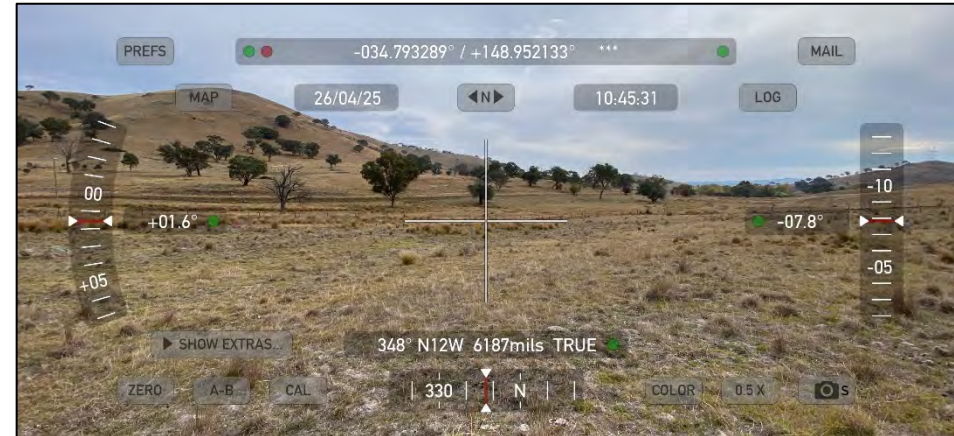 PREFS -034.793289° / +148.952133° *** MAIL
MAP 26/04/25 ◀N▶ 10:45:31 LOG
00 -10
+01.6° -07.8°
+05 -05
▶ SHOW EXTRAS... 348° N12W 6187mils TRUE
ZERO A-B... CAL 330 N COLOR 0.5 X S